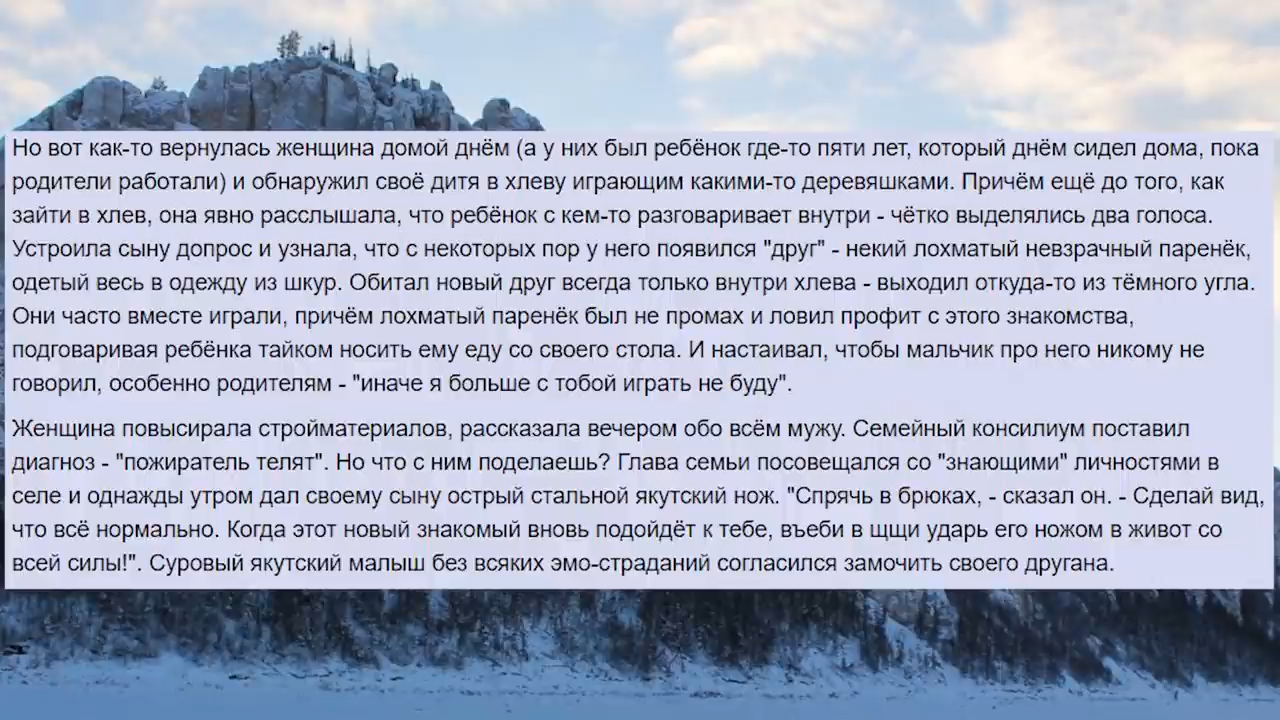 Но вот как-то вернулась женщина домой днём (а у них был ребёнок где-то пяти лет, который днём сидел дома, пока
родители работали) и обнаружил своё дитя в хлеву играющим какими-то деревяшками. Причём ещё до того, как
зайти в хлев, она явно расслышала, что ребёнок с кем-то разговаривает внутри - чётко выделялись два голоса.
Устроила сыну допрос и узнала, что с некоторых пор у него появился "друг" - некий лохматый невзрачный паренёк,
одетый весь в одежду из шкур. Обитал новый друг всегда только внутри хлева - выходил откуда-то из тёмного угла.
Они часто вместе играли, причём лохматый паренёк был не промах и ловил профит с этого знакомства,
подговаривая ребёнка тайком носить ему еду со своего стола. И настаивал, чтобы мальчик про него никому не
говорил, особенно родителям - "иначе я больше с тобой играть не буду".
Женщина повысирала стройматериалов, рассказала вечером обо всём мужу. Семейный консилиум поставил
диагноз - "пожиратель телят". Но что с ним поделаешь? Глава семьи посовещался со "знающими" личностями в
селе и однажды утром дал своему сыну острый стальной якутский нож. "Спрячь в брюках, - сказал он. - Сделай вид,
что всё нормально. Когда этот новый знакомый вновь подойдёт к тебе, въеби в щщи ударь его ножом в живот со
всей силы!". Суровый якутский малыш без всяких эмо-страданий согласился замочить своего другана.